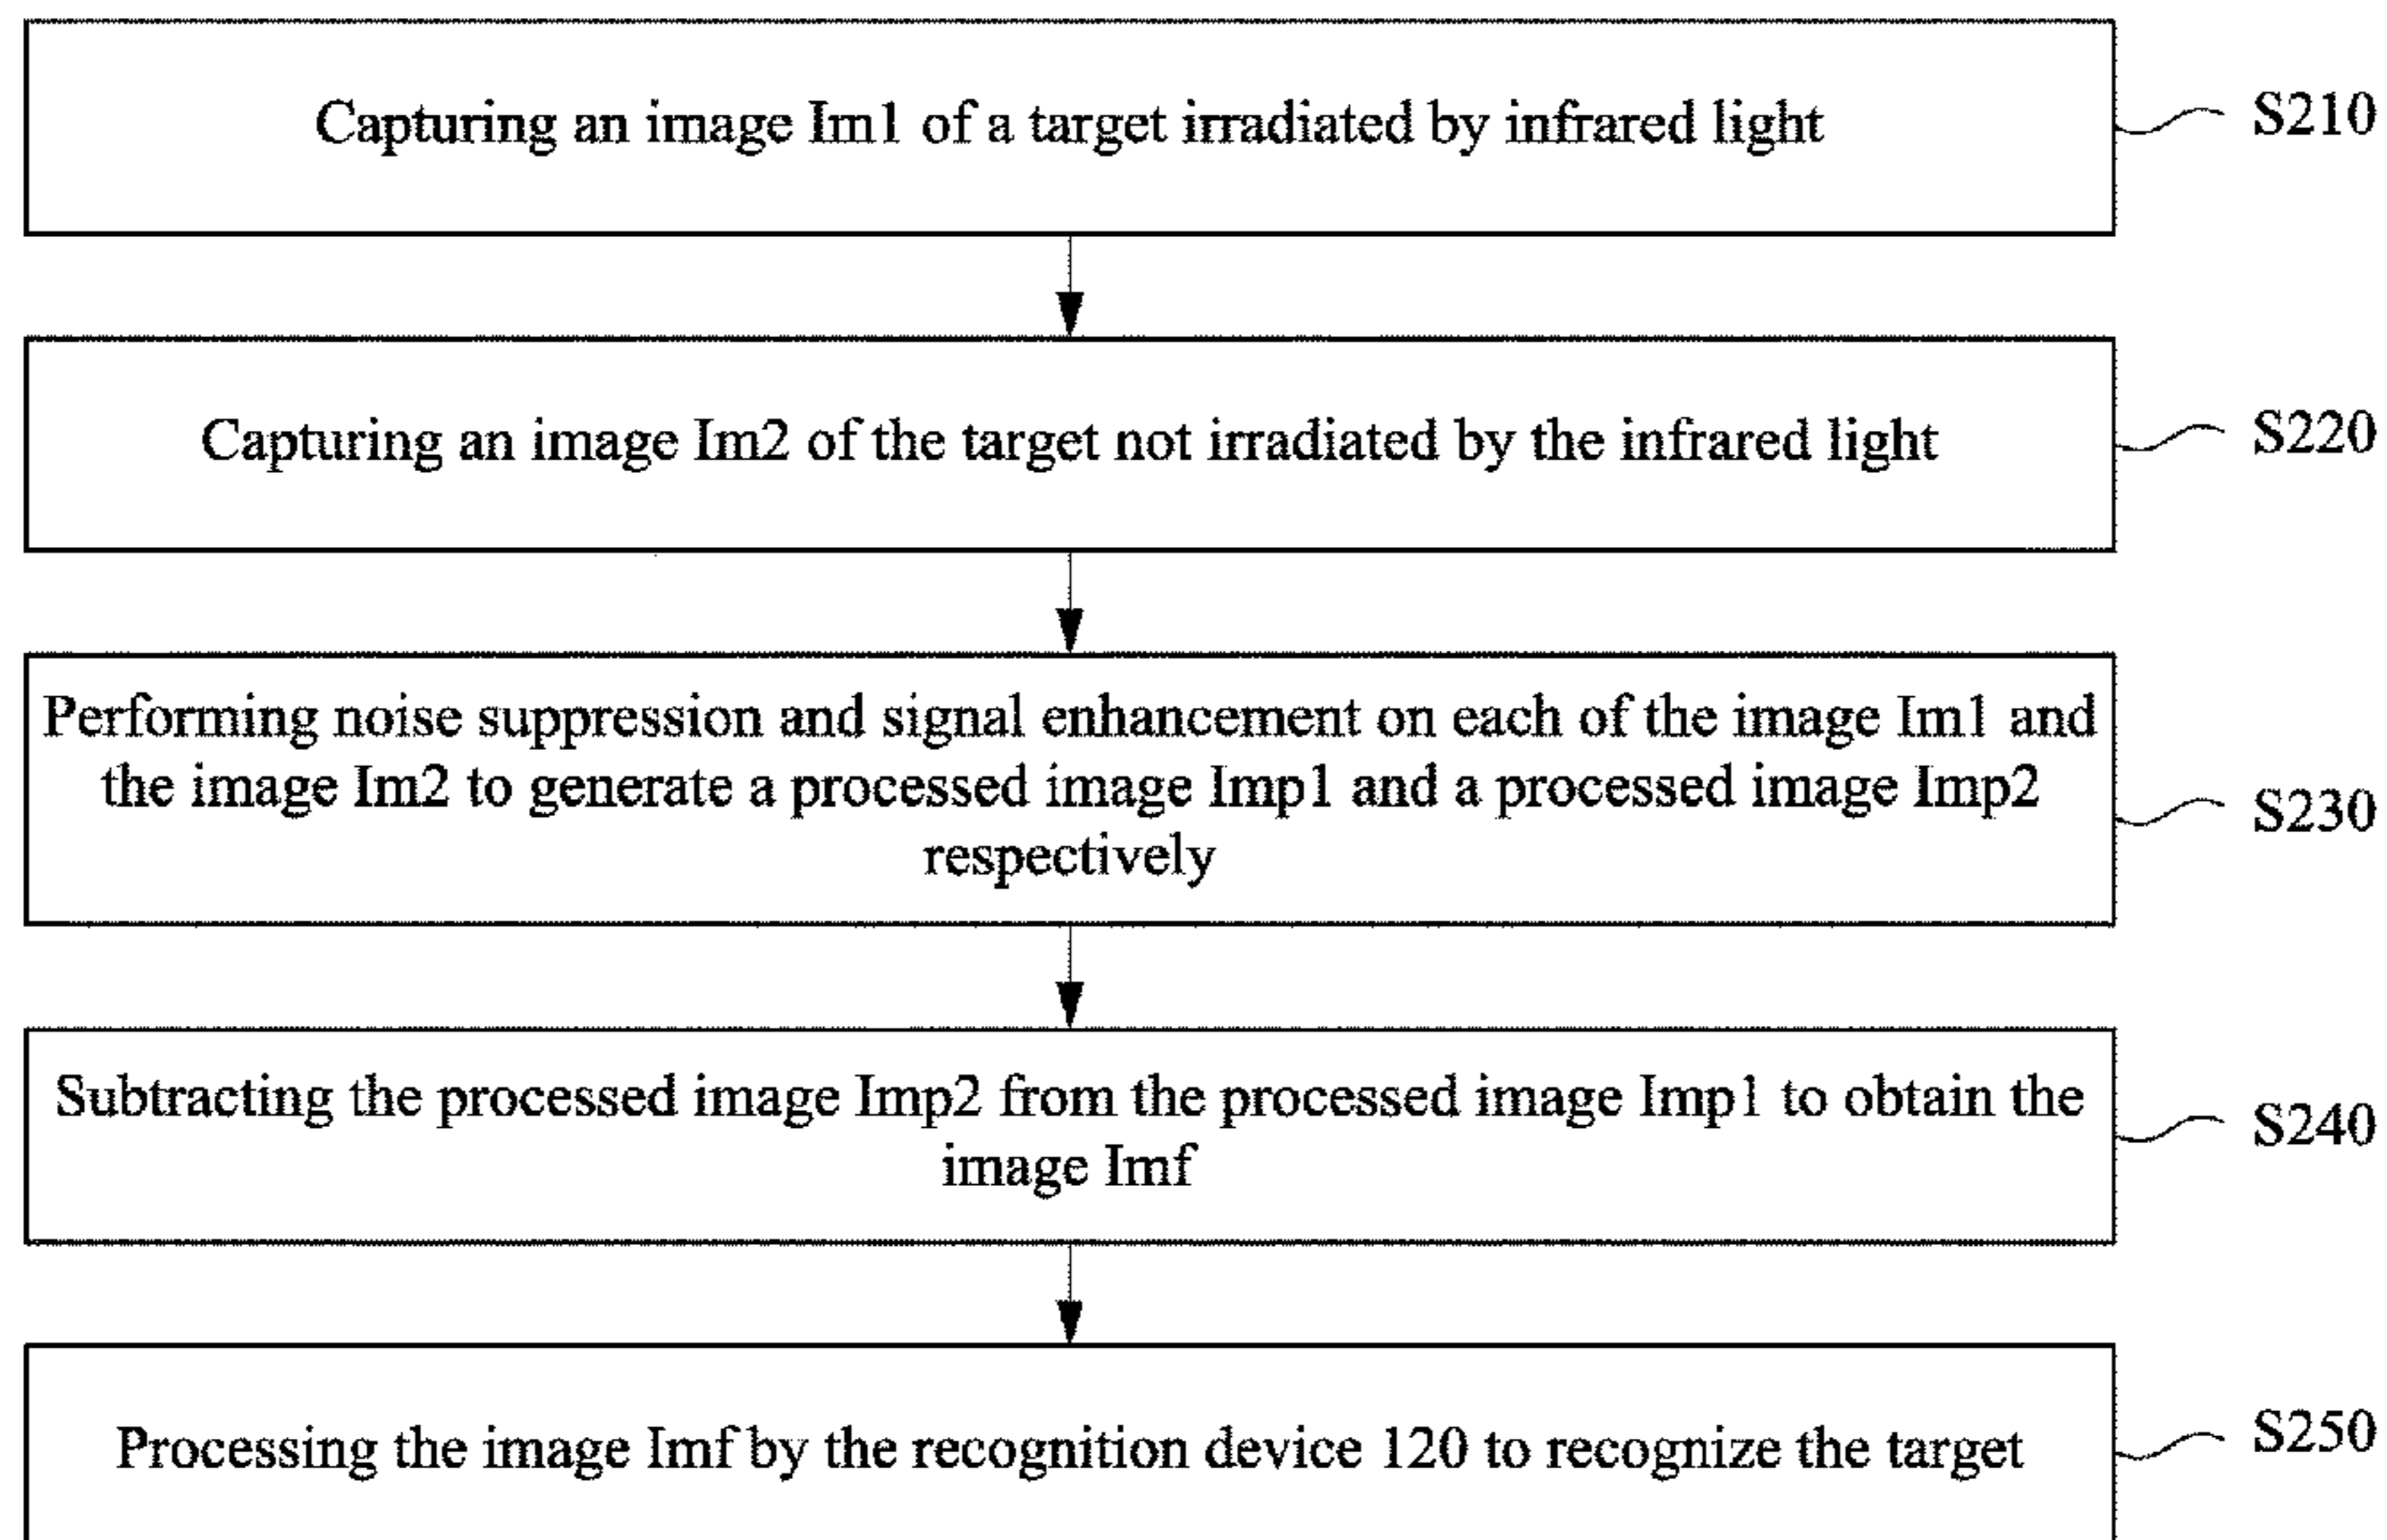 Capturing an image Im1 of a target irradiated by infrared light
S210
Capturing an image Im2 of the target not irradiated by the infrared light
S220
Performing noise suppression and signal enhancement on each of the image Im1 and
the image Im2 to generate a processed image Imp1 and a processed image Imp2
respectively
S230
Subtracting the processed image Imp2 from the processed image Imp1 to obtain the
image Imf
S240
Processing the image Imf by the recognition device 120 to recognize the target
S250